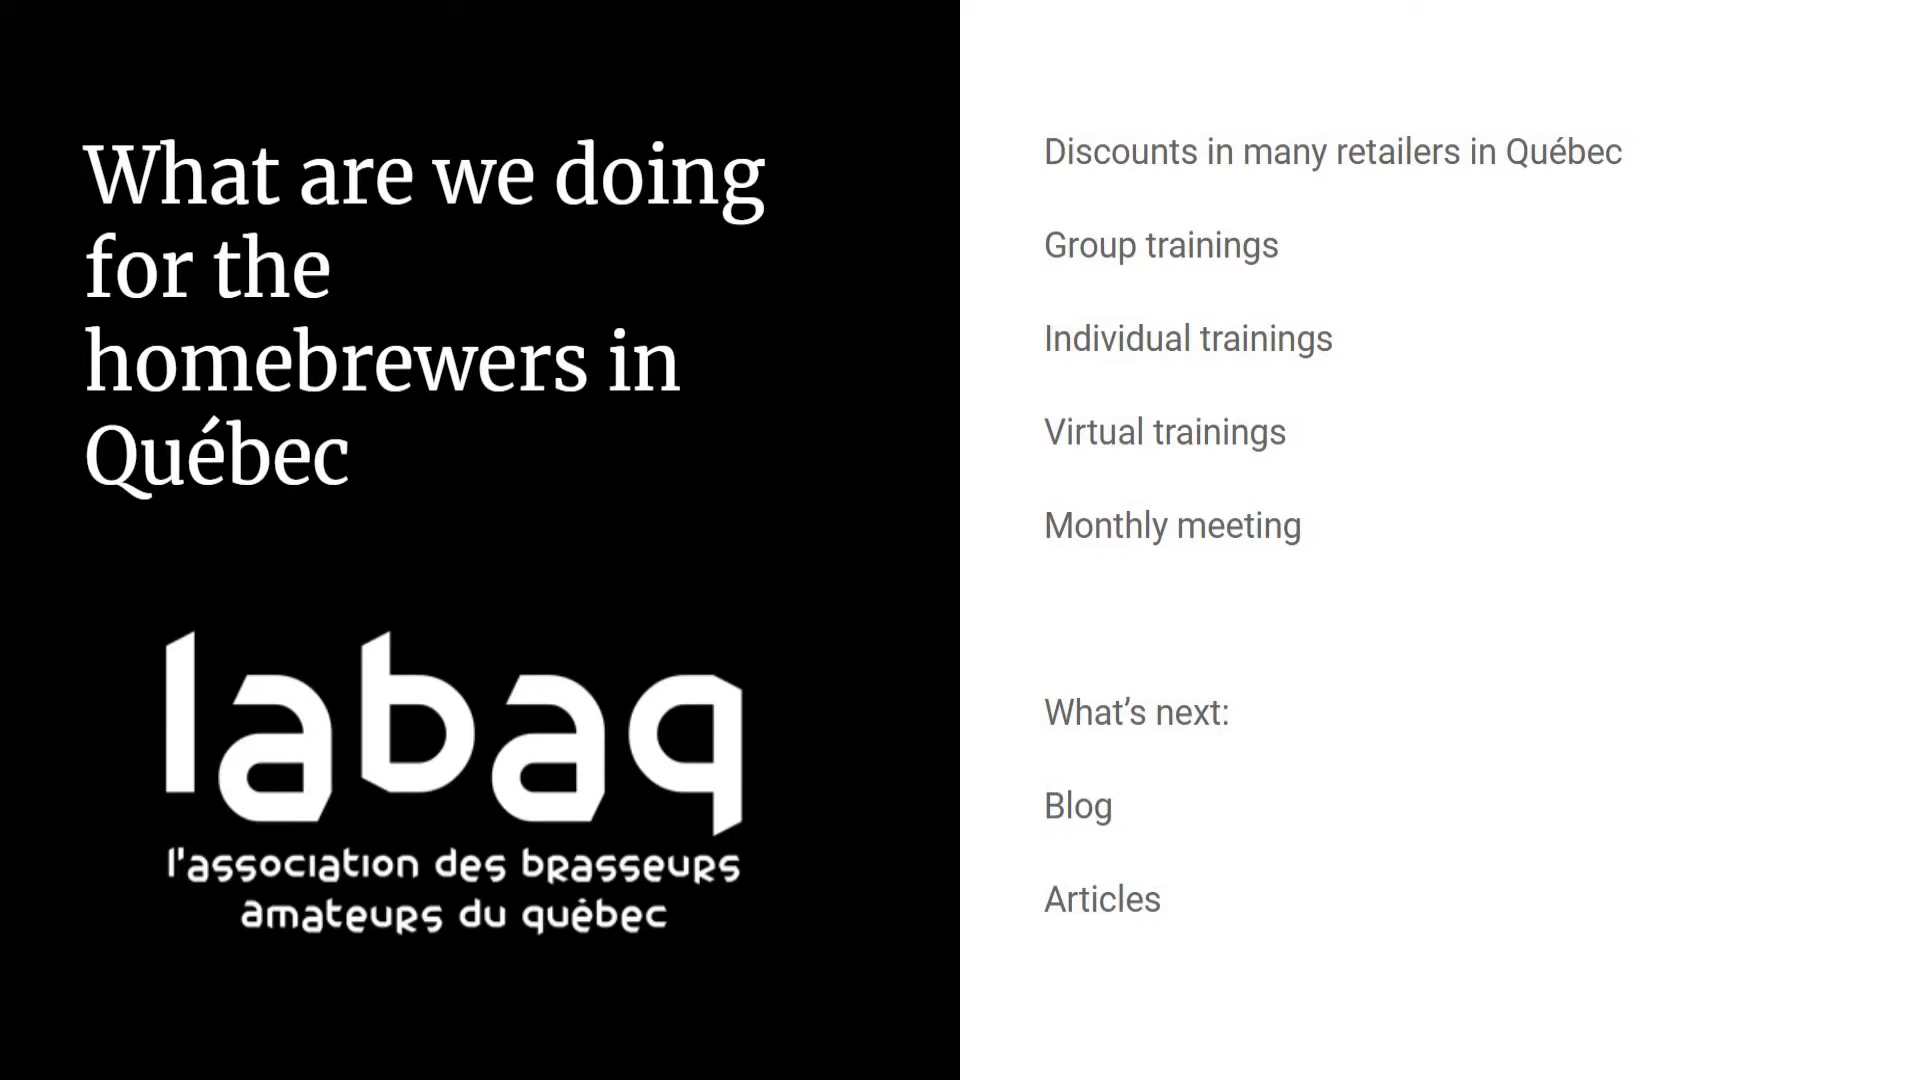 What are we doing
for the
homebrewers in
Québec
labaq
l'association des brasseurs
amateurs du québec
Discounts in many retailers in Québec
Group trainings
Individual trainings
Virtual trainings
Monthly meeting
What’s next:
Blog
Articles